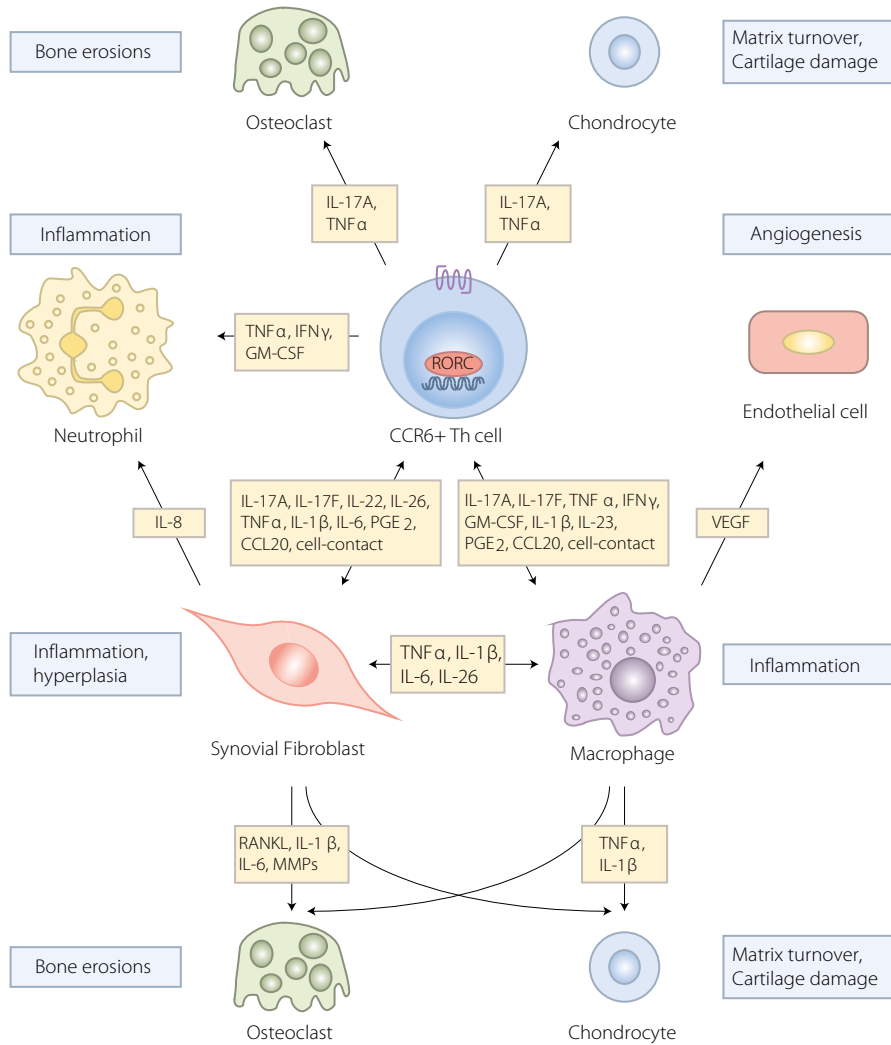 Bone erosions
Matrix turnover,
Cartilage damage
Osteoclast
Chondrocyte
IL-17A,
TNFα
IL-17A,
TNFα
Inflammation
Angiogenesis
TNFα, IFNγ,
GM-CSF
RORC
Neutrophil
CCR6+ Th cell
Endothelial cell
IL-17A, IL-17F, IL-22, IL-26,
TNFα, IL-1β, IL-6, PGE2,
CCL20, cell-contact
IL-17A, IL-17F, TNF α, IFNγ,
GM-CSF, IL-1β, IL-23,
PGE2, CCL20, cell-contact
IL-8
VEGF
Inflammation,
hyperplasia
TNFα, IL-1β,
IL-6, IL-26
Inflammation
Synovial Fibroblast
Macrophage
RANKL, IL-1 β,
IL-6, MMPs
TNFα,
IL-1β
Bone erosions
Matrix turnover,
Cartilage damage
Osteoclast
Chondrocyte